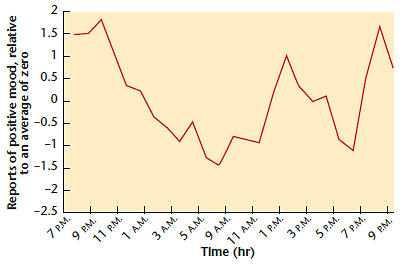 Reports of positive mood, relative
to an average of zero
2
1.5
1
0.5
0
−0.5
−1
−1.5
−2
−2.5
7 P.M.
9 P.M.
11 P.M.
1 A.M.
3 A.M.
5 A.M.
7 A.M.
9 A.M.
11 A.M.
1 P.M.
3 P.M.
5 P.M.
7 P.M.
9 P.M.
Time (hr)